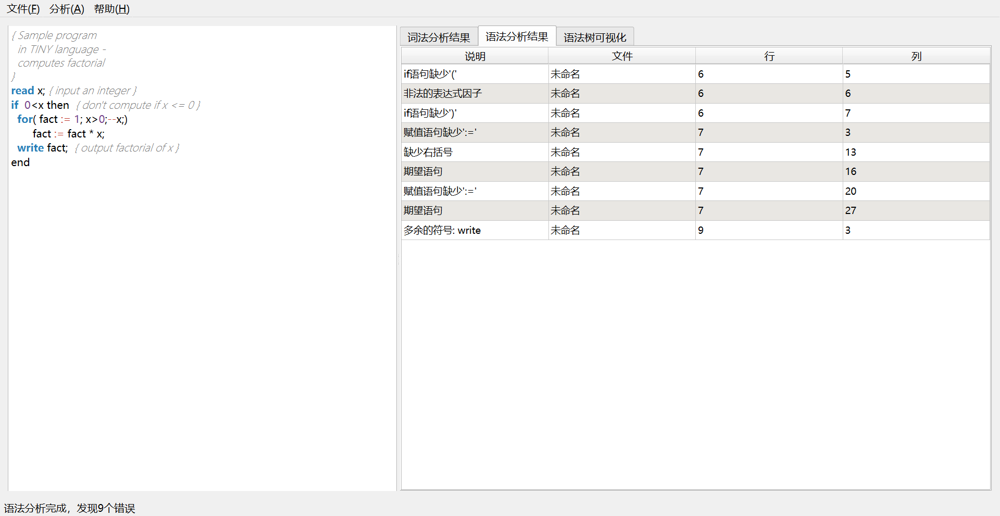 文件(F) 分析(A) 帮助(H)
{ Sample program
in TINY language -
computes factorial
}
read x; { input an integer }
if 0<x then { don't compute if x <= 0 }
for( fact := 1; x>0;--x;)
fact := fact * x;
write fact; { output factorial of x }
end
词法分析结果 语法分析结果 语法树可视化
说明 文件 行 列
if语句缺少'(' 未命名 6 5
非法的表达式因子 未命名 6 6
if语句缺少')' 未命名 6 7
赋值语句缺少':=' 未命名 7 3
缺少右括号 未命名 7 13
期望语句 未命名 7 16
赋值语句缺少':=' 未命名 7 20
期望语句 未命名 7 27
多余的符号: write 未命名 9 3
语法分析完成，发现9个错误